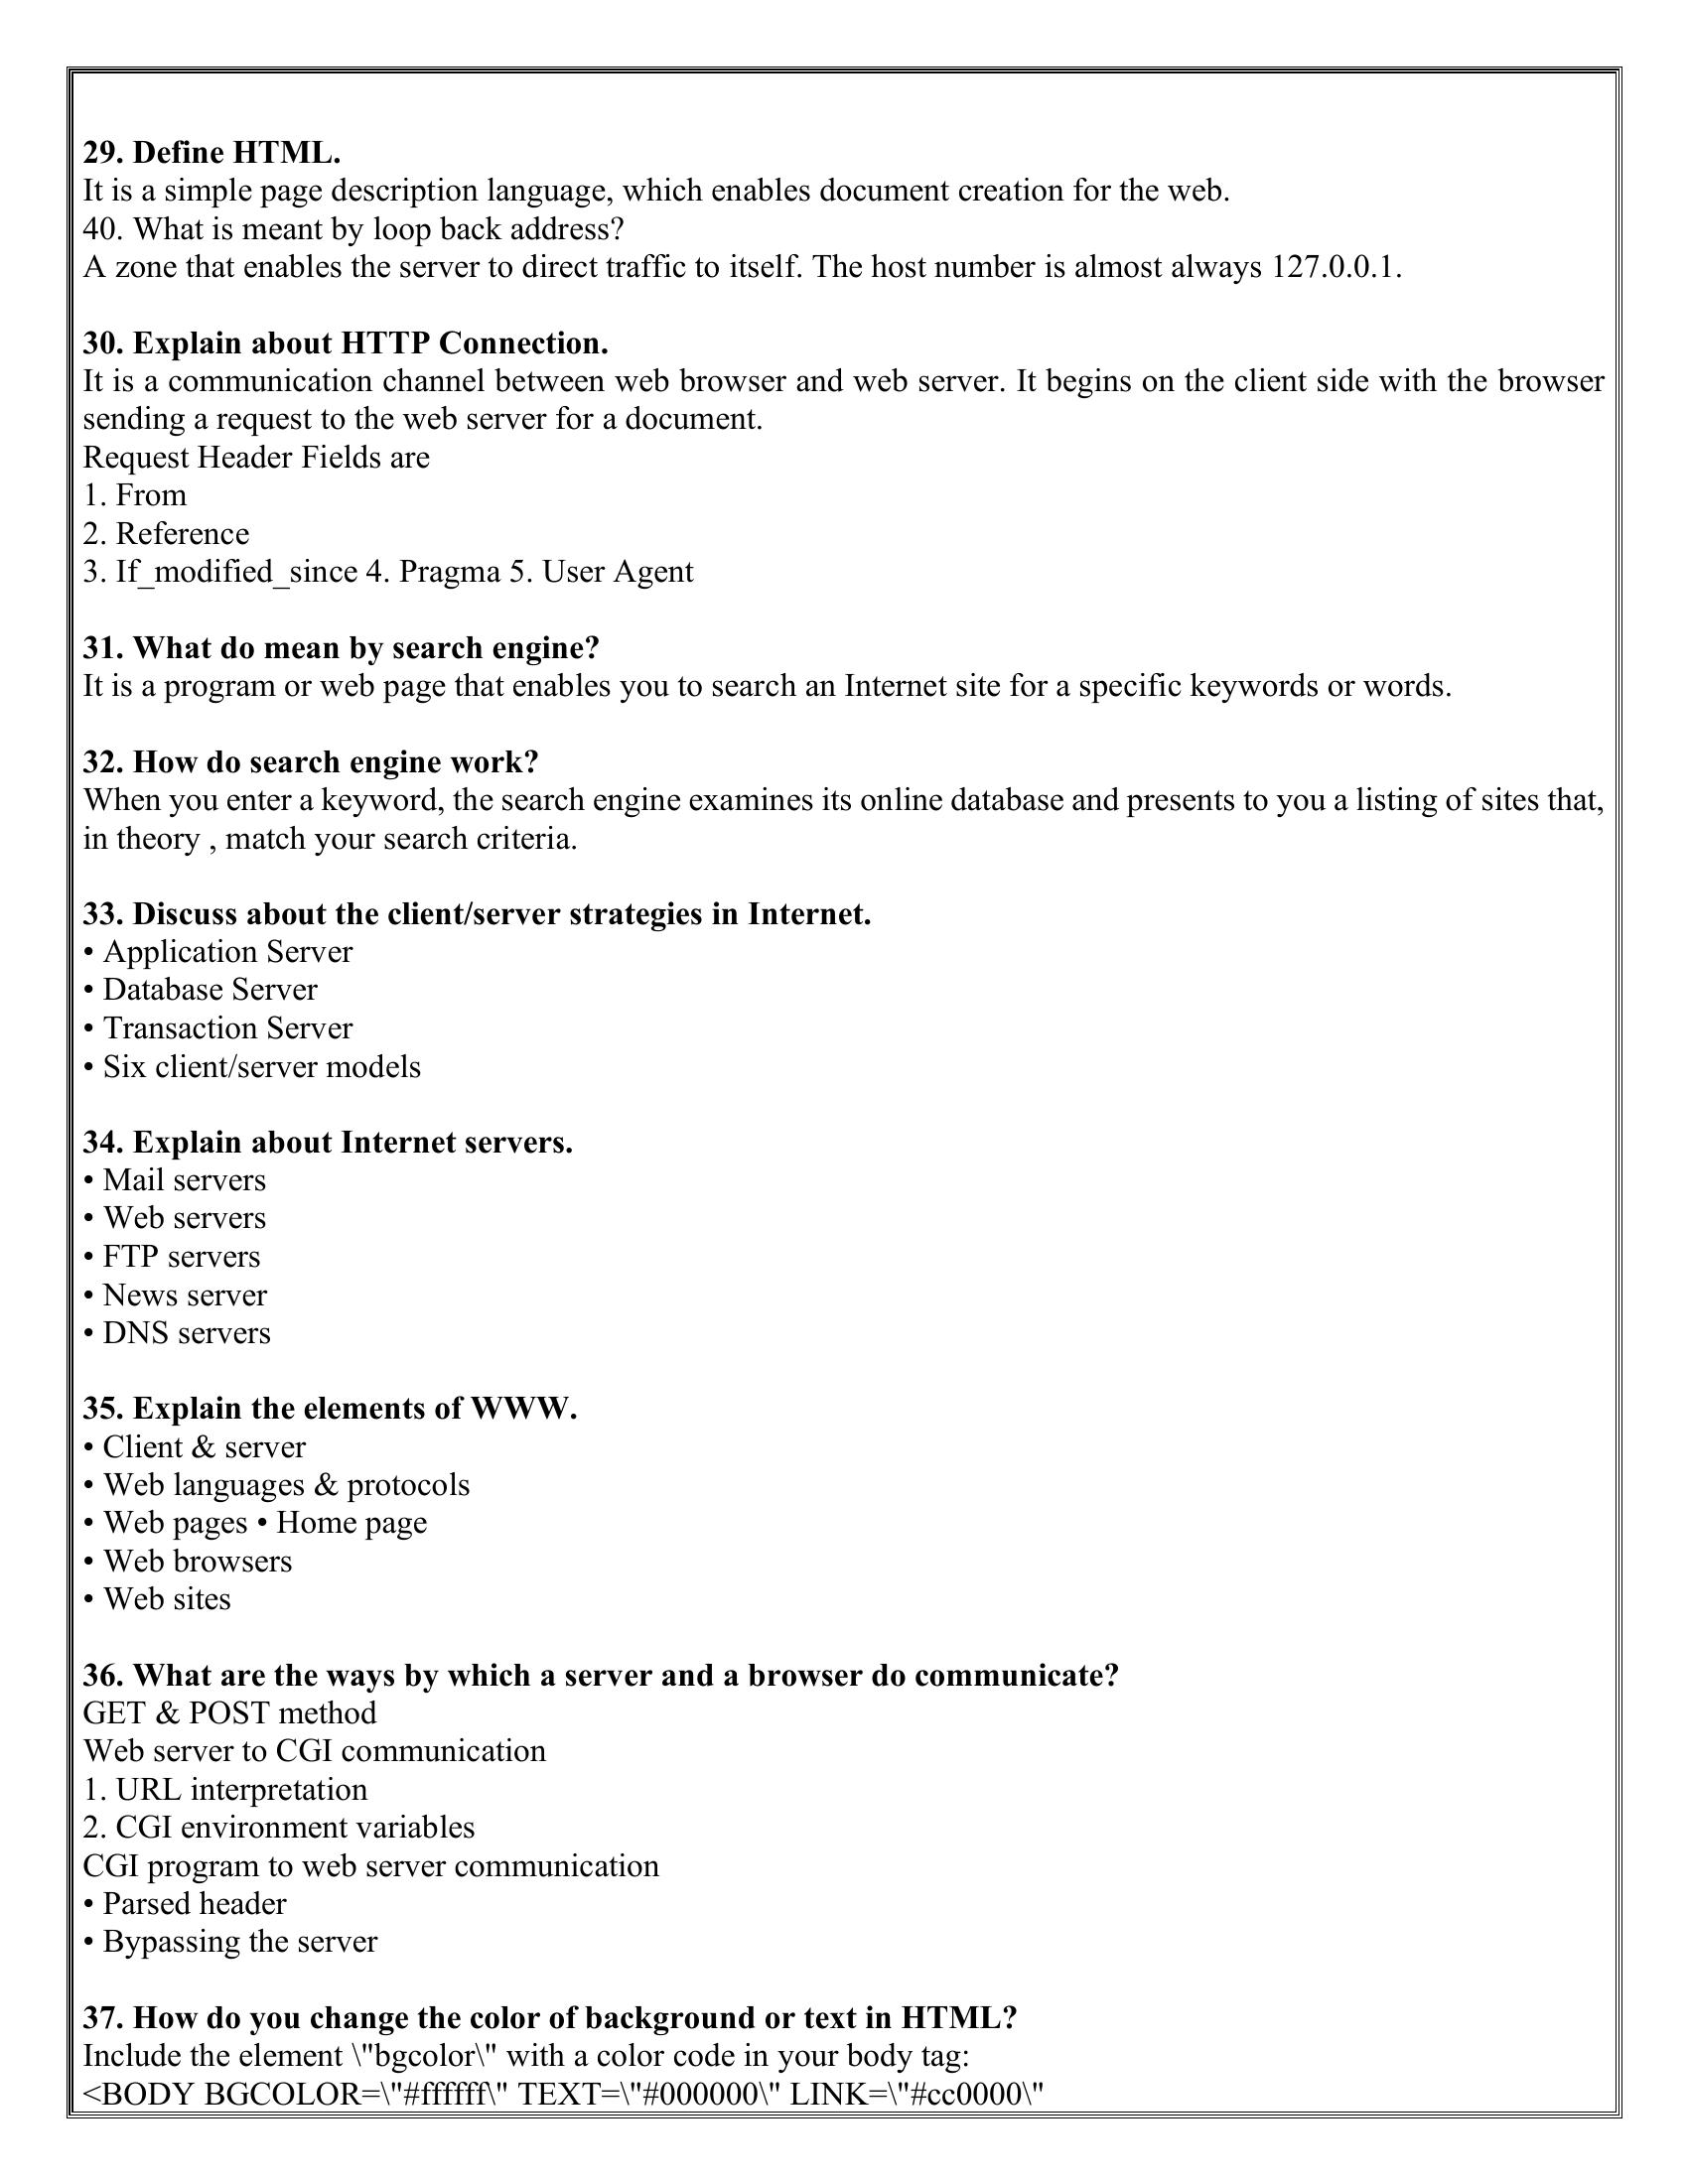 29. Define HTML.
It is a simple page description language, which enables document creation for the web.
40. What is meant by loop back address?
A zone that enables the server to direct traffic to itself. The host number is almost always 127.0.0.1.
30. Explain about HTTP Connection.
It is a communication channel between web browser and web server. It begins on the client side with the browser
sending a request to the web server for a document.
Request Header Fields are
1. From
2. Reference
3. If_modified_since 4. Pragma 5. User Agent
31. What do mean by search engine?
It is a program or web page that enables you to search an Internet site for a specific keywords or words.
32. How do search engine work?
When you enter a keyword, the search engine examines its online database and presents to you a listing of sites that,
in theory , match your search criteria.
33. Discuss about the client/server strategies in Internet.
• Application Server
• Database Server
• Transaction Server
• Six client/server models
34. Explain about Internet servers.
• Mail servers
• Web servers
• FTP servers
• News server
• DNS servers
35. Explain the elements of WWW.
• Client & server
• Web languages & protocols
• Web pages • Home page
• Web browsers
• Web sites
36. What are the ways by which a server and a browser do communicate?
GET & POST method
Web server to CGI communication
1. URL interpretation
2. CGI environment variables
CGI program to web server communication
• Parsed header
• Bypassing the server
37. How do you change the color of background or text in HTML?
Include the element \"bgcolor\" with a color code in your body tag:
<BODY BGCOLOR=\"#ffffff\" TEXT=\"#000000\" LINK=\"#cc0000\"